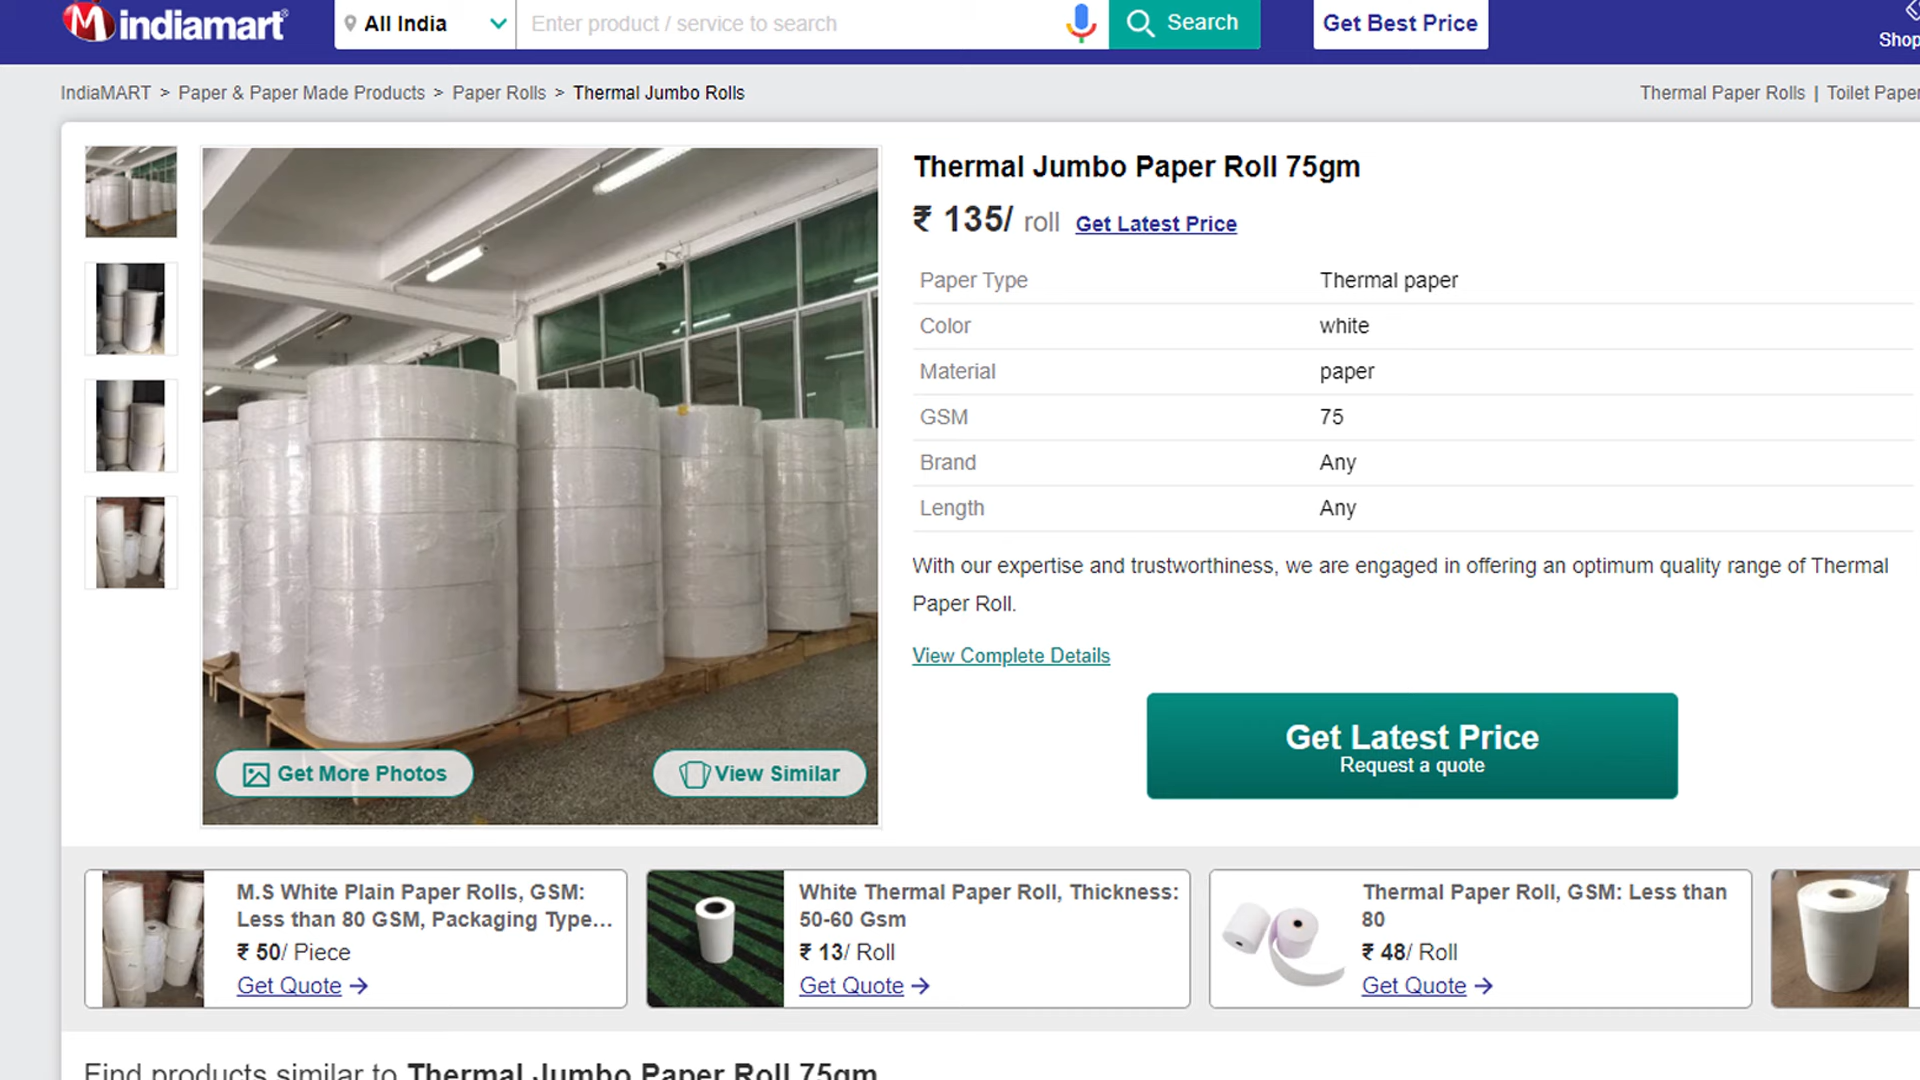 indiamart
All India
Enter product / service to search
Search
Get Best Price
Shop
IndiaMART > Paper & Paper Made Products > Paper Rolls > Thermal Jumbo Rolls
Thermal Paper Rolls | Toilet Paper
Thermal Jumbo Paper Roll 75gm
₹ 135/ roll Get Latest Price
Paper Type Thermal paper
Color white
Material paper
GSM 75
Brand Any
Length Any
With our expertise and trustworthiness, we are engaged in offering an optimum quality range of Thermal
Paper Roll.
View Complete Details
Get Latest Price
Request a quote
Get More Photos
View Similar
M.S White Plain Paper Rolls, GSM:
Less than 80 GSM, Packaging Type...
₹ 50/ Piece
Get Quote →
White Thermal Paper Roll, Thickness:
50-60 Gsm
₹ 13/ Roll
Get Quote →
Thermal Paper Roll, GSM: Less than
80
₹ 48/ Roll
Get Quote →
Find products similar to Thermal Jumbo Paper Roll 75gm